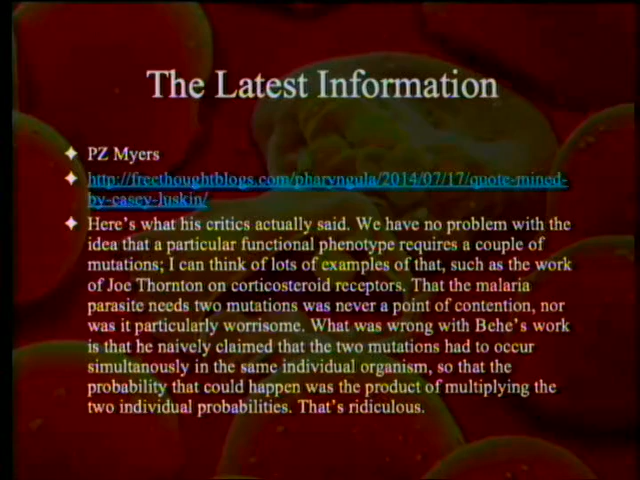 The Latest Information
PZ Myers
http://freethoughtblogs.com/pharyngula/2014/07/17/quote-mined-
by-casey-luskin/
Here's what his critics actually said. We have no problem with the
idea that a particular functional phenotype requires a couple of
mutations; I can think of lots of examples of that, such as the work
of Joe Thornton on corticosteroid receptors. That the malaria
parasite needs two mutations was never a point of contention, nor
was it particularly worrisome. What was wrong with Behe's work
is that he naively claimed that the two mutations had to occur
simultanously in the same individual organism, so that the
probability that could happen was the product of multiplying the
two individual probabilities. That's ridiculous.